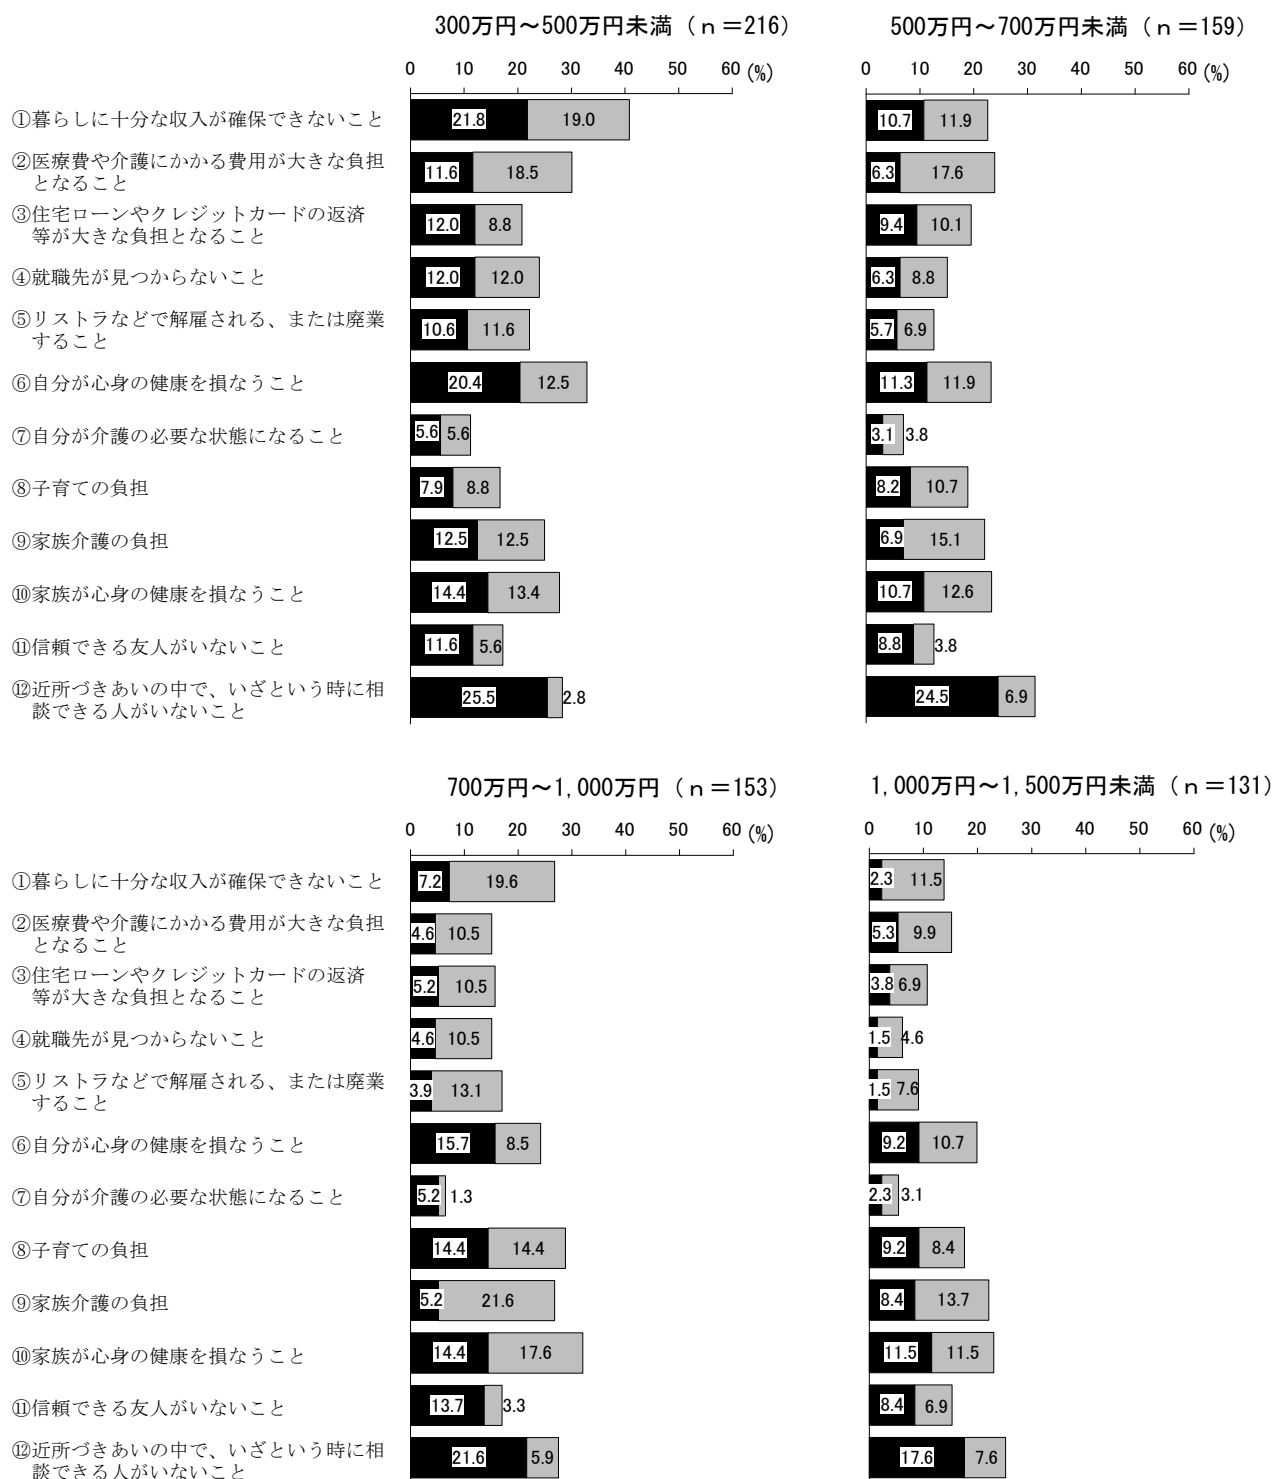 300万円～500万円未満（ｎ＝216）
0 10 20 30 40 50 60 (%)
①暮らしに十分な収入が確保できないこと
21.8 19.0
②医療費や介護にかかる費用が大きな負担
となること
11.6 18.5
③住宅ローンやクレジットカードの返済
等が大きな負担となること
12.0 8.8
④就職先が見つからないこと
12.0 12.0
⑤リストラなどで解雇される、または廃業
すること
10.6 11.6
⑥自分が心身の健康を損なうこと
20.4 12.5
⑦自分が介護の必要な状態になること
5.6 5.6
⑧子育ての負担
7.9 8.8
⑨家族介護の負担
12.5 12.5
⑩家族が心身の健康を損なうこと
14.4 13.4
⑪信頼できる友人がいないこと
11.6 5.6
⑫近所づきあいの中で、いざという時に相
談できる人がいないこと
25.5 2.8
500万円～700万円未満（ｎ＝159）
0 10 20 30 40 50 60 (%)
10.7 11.9
6.3 17.6
9.4 10.1
6.3 8.8
5.7 6.9
11.3 11.9
3.1 3.8
8.2 10.7
6.9 15.1
10.7 12.6
8.8 3.8
24.5 6.9
700万円～1,000万円（ｎ＝153）
0 10 20 30 40 50 60 (%)
①暮らしに十分な収入が確保できないこと
7.2 19.6
②医療費や介護にかかる費用が大きな負担
となること
4.6 10.5
③住宅ローンやクレジットカードの返済
等が大きな負担となること
5.2 10.5
④就職先が見つからないこと
4.6 10.5
⑤リストラなどで解雇される、または廃業
すること
3.9 13.1
⑥自分が心身の健康を損なうこと
15.7 8.5
⑦自分が介護の必要な状態になること
5.2 1.3
⑧子育ての負担
14.4 14.4
⑨家族介護の負担
5.2 21.6
⑩家族が心身の健康を損なうこと
14.4 17.6
⑪信頼できる友人がいないこと
13.7 3.3
⑫近所づきあいの中で、いざという時に相
談できる人がいないこと
21.6 5.9
1,000万円～1,500万円未満（ｎ＝131）
0 10 20 30 40 50 60 (%)
2.3 11.5
5.3 9.9
3.8 6.9
1.5 4.6
1.5 7.6
9.2 10.7
2.3 3.1
9.2 8.4
8.4 13.7
11.5 11.5
8.4 6.9
17.6 7.6